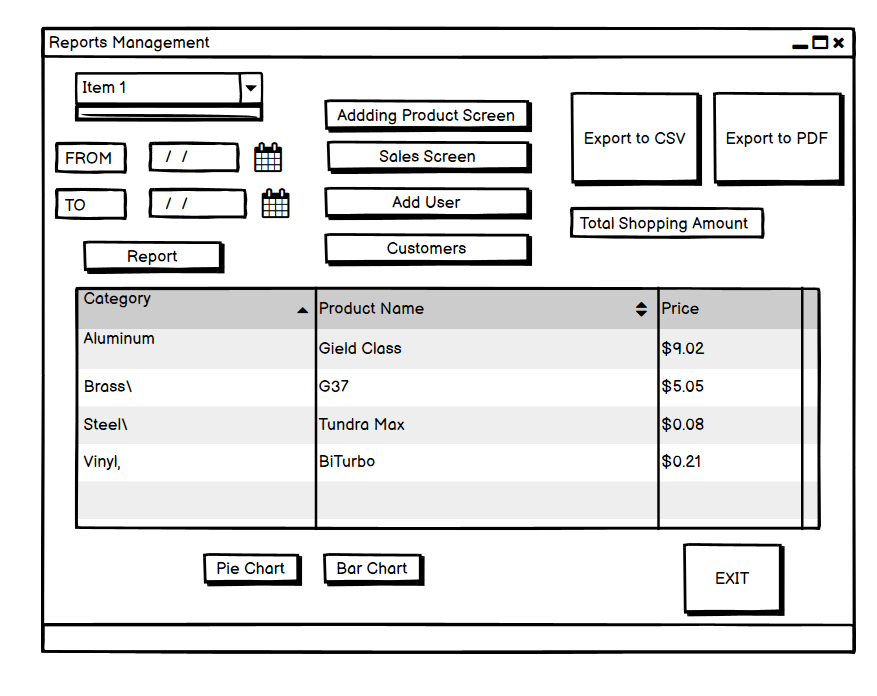 Reports Management
Item 1
Addding Product Screen
Export to CSV
Export to PDF
FROM
/ /
Sales Screen
TO
/ /
Add User
Total Shopping Amount
Report
Customers
Category
Product Name
Price
Aluminum
Gield Class
$9.02
Brass\
G37
$5.05
Steel\
Tundra Max
$0.08
Vinyl,
BiTurbo
$0.21
Pie Chart
Bar Chart
EXIT